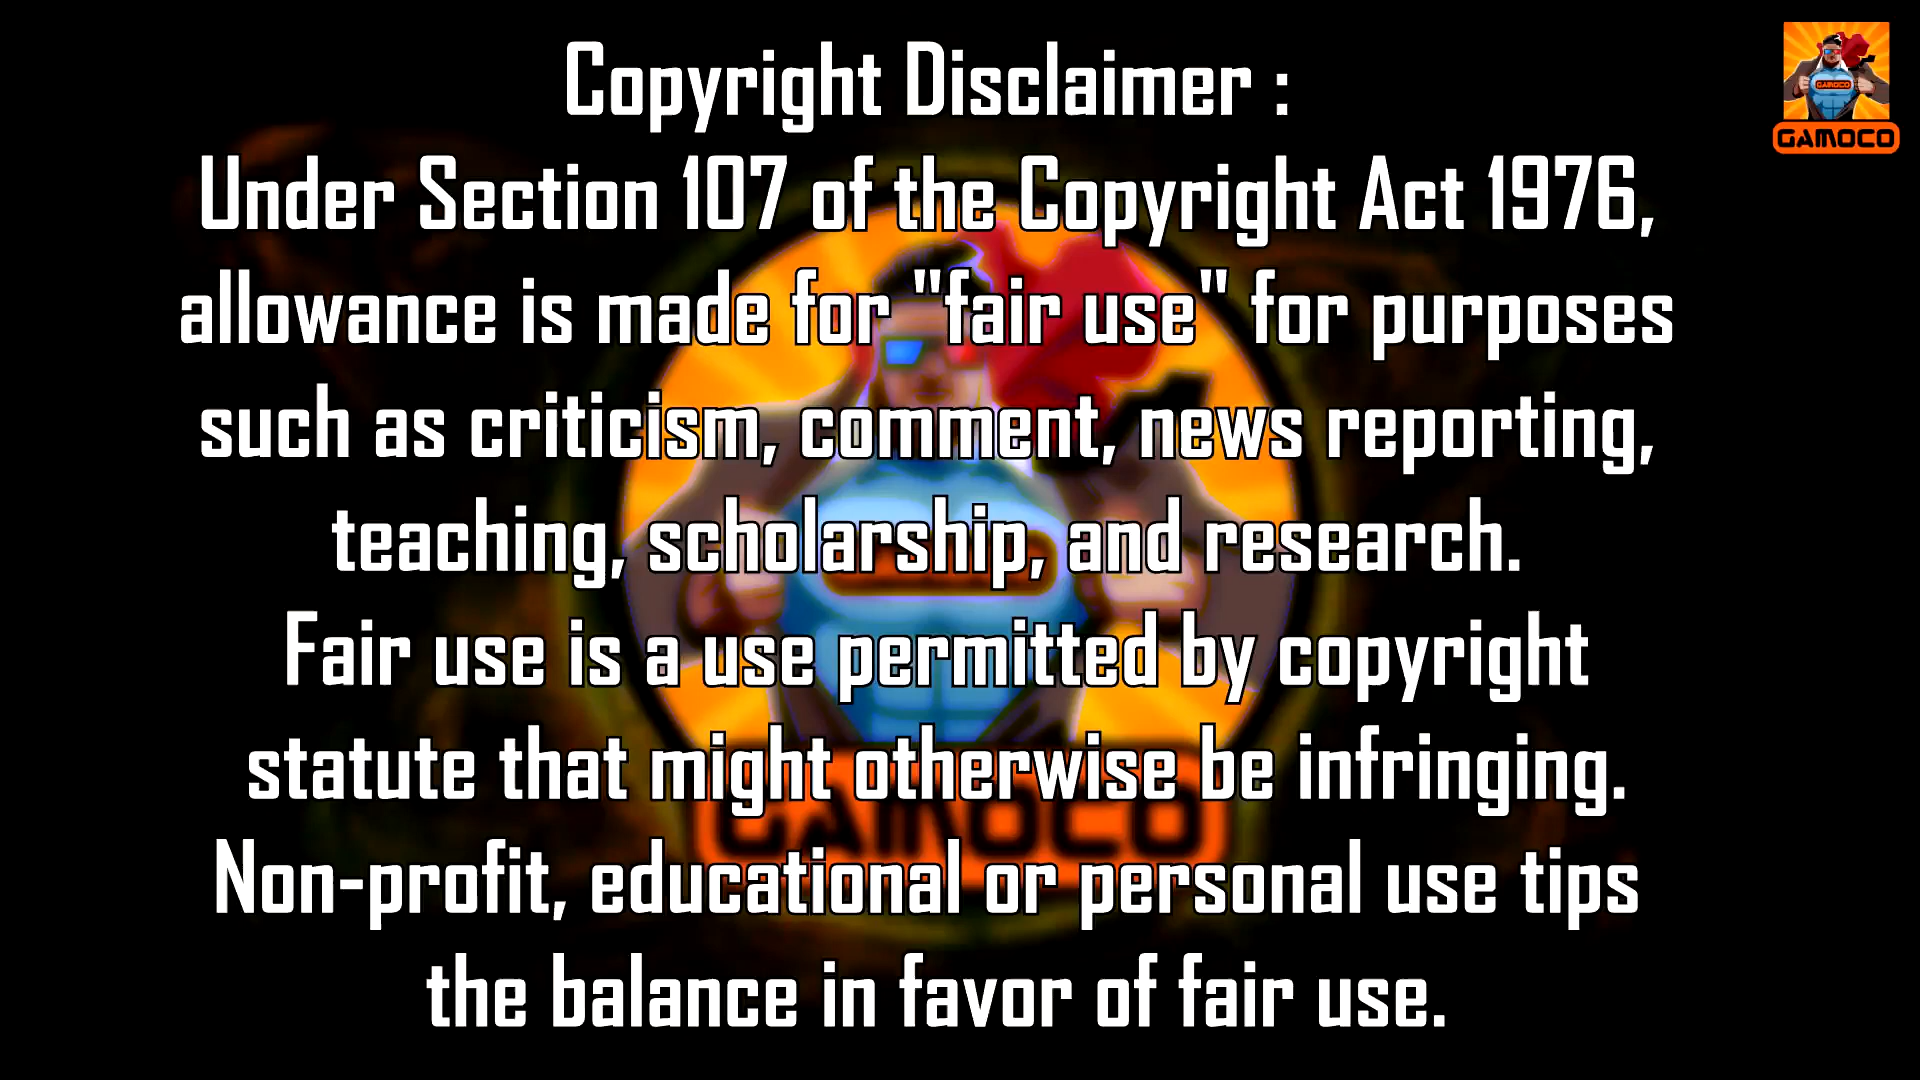 Copyright Disclaimer :
Under Section 107 of the Copyright Act 1976,
allowance is made for "fair use" for purposes
such as criticism, comment, news reporting,
teaching, scholarship, and research.
Fair use is a use permitted by copyright
statute that might otherwise be infringing.
Non-profit, educational or personal use tips
the balance in favor of fair use.
GAMOCO
GAMOCO
GAMOCO